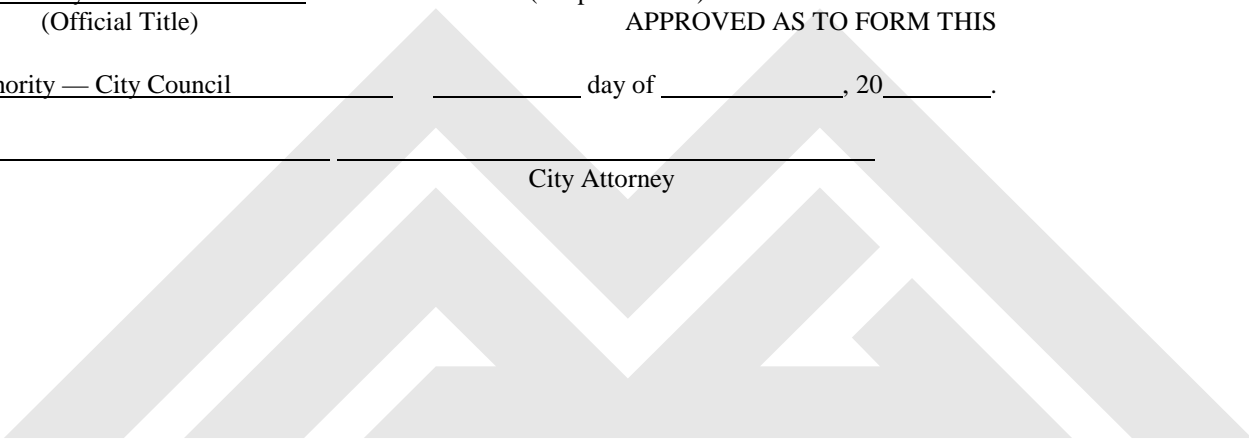 (Official Title)
APPROVED AS TO FORM THIS
— City Council
day of , 20 .
City Attorney